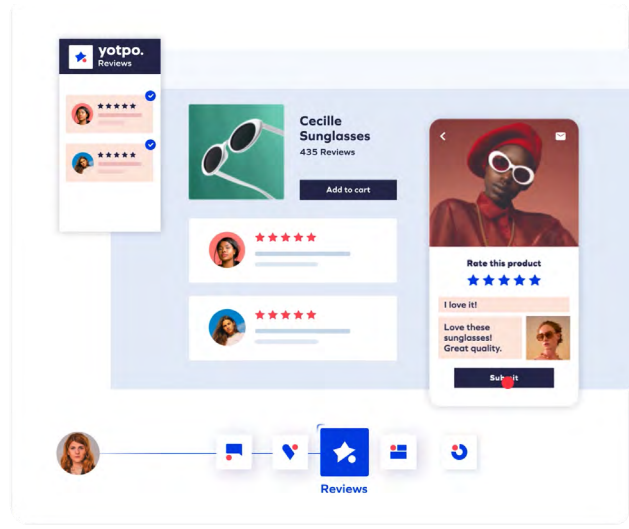 yotpo.
Reviews
Cecille
Sunglasses
435 Reviews
Add to cart
Rate this product
I love it!
Love these
sunglasses!
Great quality.
Submit
Reviews